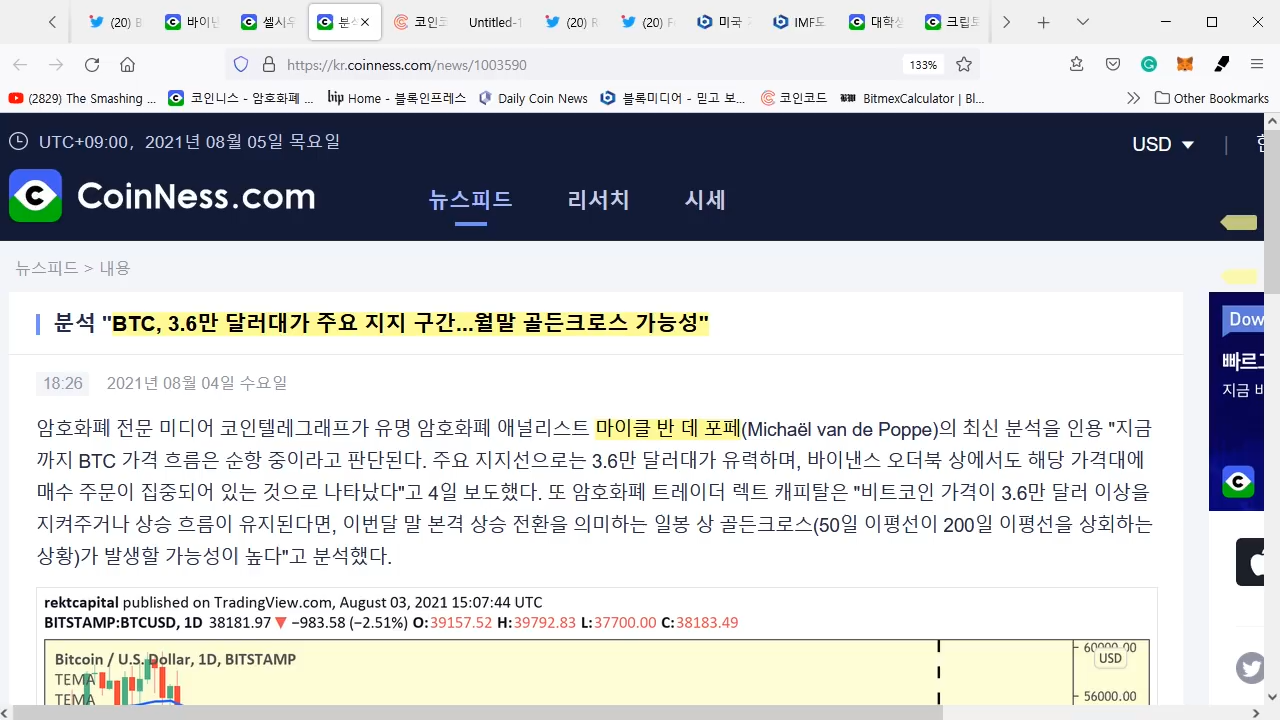 (20) B
바이낸
셀시우
분석
코인코
Untitled-1
(20) R
(20) F
미국
IMF도
대학생
크립토
https://kr.coinness.com/news/1003590
133%
(2829) The Smashing ...
코인니스 - 암호화폐 ...
bip Home - 블록인프레스
Daily Coin News
블록미디어 - 믿고 보...
코인코드
BitmexCalculator | Bl...
Other Bookmarks
UTC+09:00, 2021년 08월 05일 목요일
USD
CoinNess.com
뉴스피드 리서치 시세
뉴스피드 > 내용
분석 "BTC, 3.6만 달러대가 주요 지지 구간...월말 골든크로스 가능성"
Dow
빠르
지금
18:26 2021년 08월 04일 수요일
암호화폐 전문 미디어 코인텔레그래프가 유명 암호화폐 애널리스트 마이클 반 데 포페(Michaël van de Poppe)의 최신 분석을 인용 "지금
까지 BTC 가격 흐름은 순항 중이라고 판단된다. 주요 지지선으로는 3.6만 달러대가 유력하며, 바이낸스 오더북 상에서도 해당 가격대에
매수 주문이 집중되어 있는 것으로 나타났다"고 4일 보도했다. 또 암호화폐 트레이더 렉트 캐피탈은 "비트코인 가격이 3.6만 달러 이상을
지켜주거나 상승 흐름이 유지된다면, 이번달 말 본격 상승 전환을 의미하는 일봉 상 골든크로스(50일 이평선이 200일 이평선을 상회하는
상황)가 발생할 가능성이 높다"고 분석했다.
rektcapital published on TradingView.com, August 03, 2021 15:07:44 UTC
BITSTAMP:BTCUSD, 1D 38181.97 ▼ −983.58 (−2.51%) O:39157.52 H:39792.83 L:37700.00 C:38183.49
Bitcoin / U.S. Dollar, 1D, BITSTAMP
TEMA
TEMA
60000.00
USD
56000.00